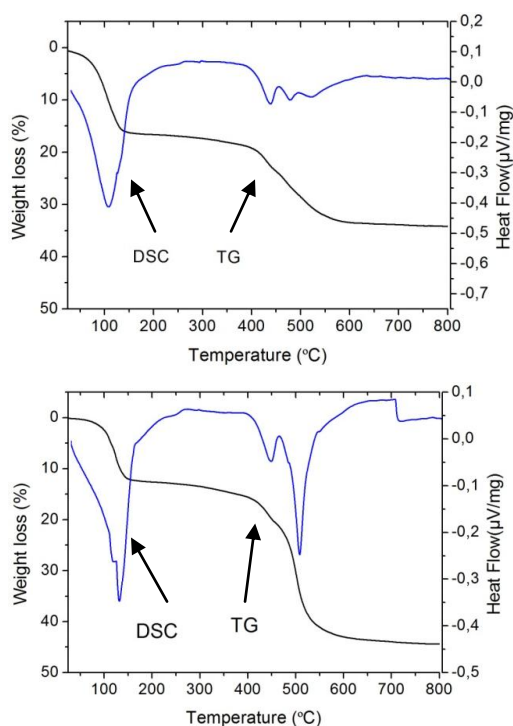 0
10
20
30
40
50
Weight loss (%)
0,2
0,1
0,0
-0,1
-0,2
-0,3
-0,4
-0,5
-0,6
-0,7
Heat Flow(µV/mg)
DSC
TG
100 200 300 400 500 600 700 800
Temperature (°C)
0
10
20
30
40
50
Weight loss (%)
0,1
0,0
-0,1
-0,2
-0,3
-0,4
-0,5
Heat Flow(µV/mg)
DSC
TG
100 200 300 400 500 600 700 800
Temperature (°C)